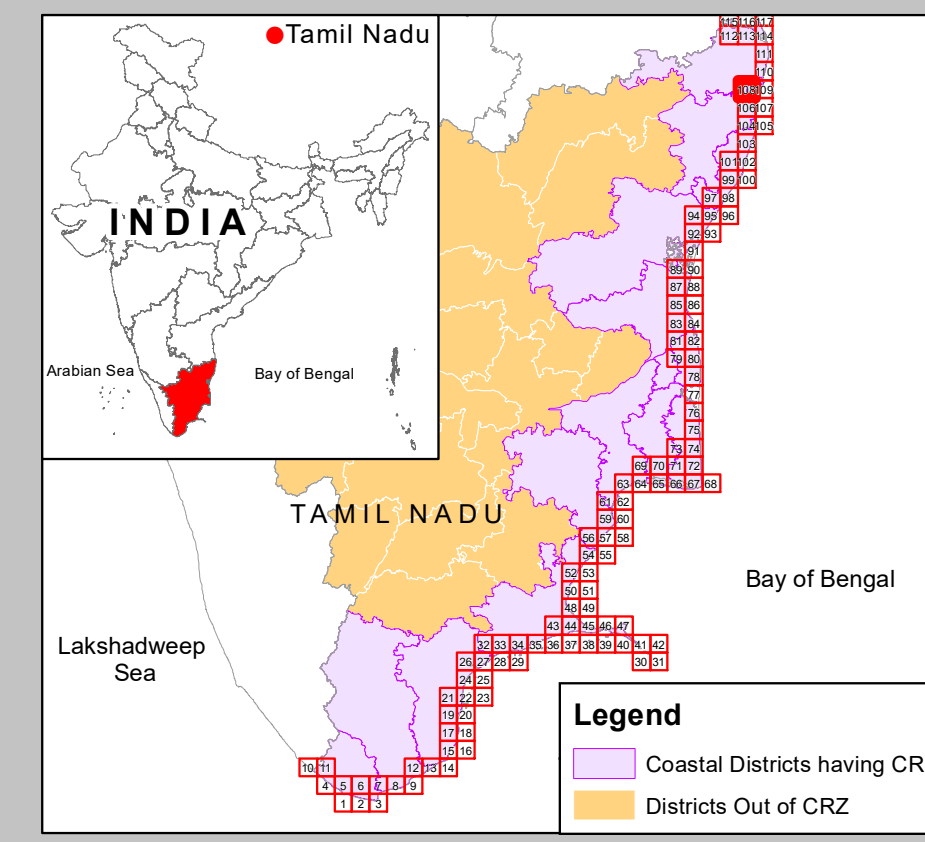 Tamil Nadu
INDIA
Arabian Sea
Bay of Bengal
115 116 117
112 113 114
111
110
108 109
106 107
104 105
103
101 102
99 100
97 98
94 95 96
92 93
91
89 90
87 88
85 86
83 84
81 82
79 80
78
77
76
75
73 74
69 70 71 72
63 64 65 66 67 68
61 62
TAMIL NADU
59 60
56 57 58
54 55
52 53
Bay of Bengal
50 51
48 49
43 44 45 46 47
32 33 34 35 36 37 38 39 40 41 42
Lakshadweep
Sea
26 27 28 29 30 31
24 25
21 22 23
19 20
17 18
15 16
10 11 12 13 14
4 5 6 7 8 9
1 2 3
Legend
Coastal Districts having CR
Districts Out of CRZ